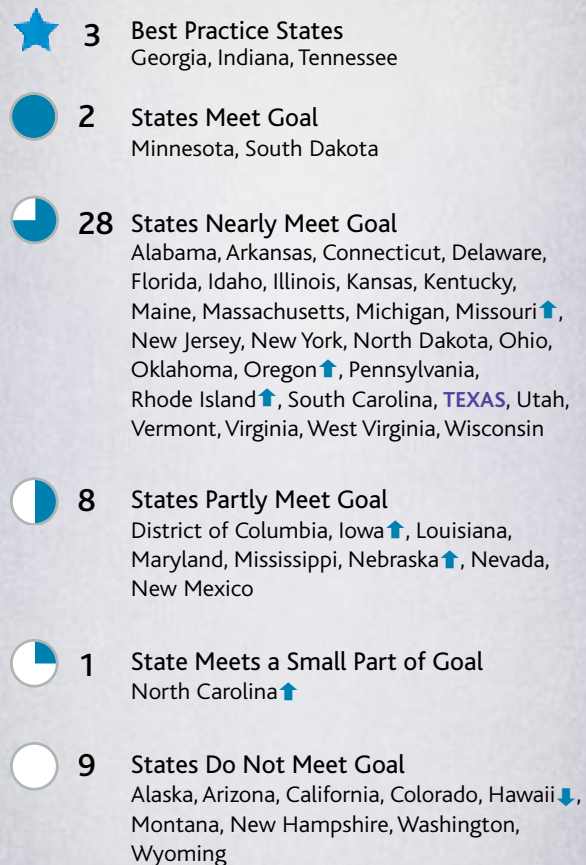 3 Best Practice States
Georgia, Indiana, Tennessee
2 States Meet Goal
Minnesota, South Dakota
28 States Nearly Meet Goal
Alabama, Arkansas, Connecticut, Delaware,
Florida, Idaho, Illinois, Kansas, Kentucky,
Maine, Massachusetts, Michigan, Missouri⬆,
New Jersey, New York, North Dakota, Ohio,
Oklahoma, Oregon⬆, Pennsylvania,
Rhode Island⬆, South Carolina, TEXAS, Utah,
Vermont, Virginia, West Virginia, Wisconsin
8 States Partly Meet Goal
District of Columbia, Iowa⬆, Louisiana,
Maryland, Mississippi, Nebraska⬆, Nevada,
New Mexico
1 State Meets a Small Part of Goal
North Carolina⬆
9 States Do Not Meet Goal
Alaska, Arizona, California, Colorado, Hawaii⬇,
Montana, New Hampshire, Washington,
Wyoming